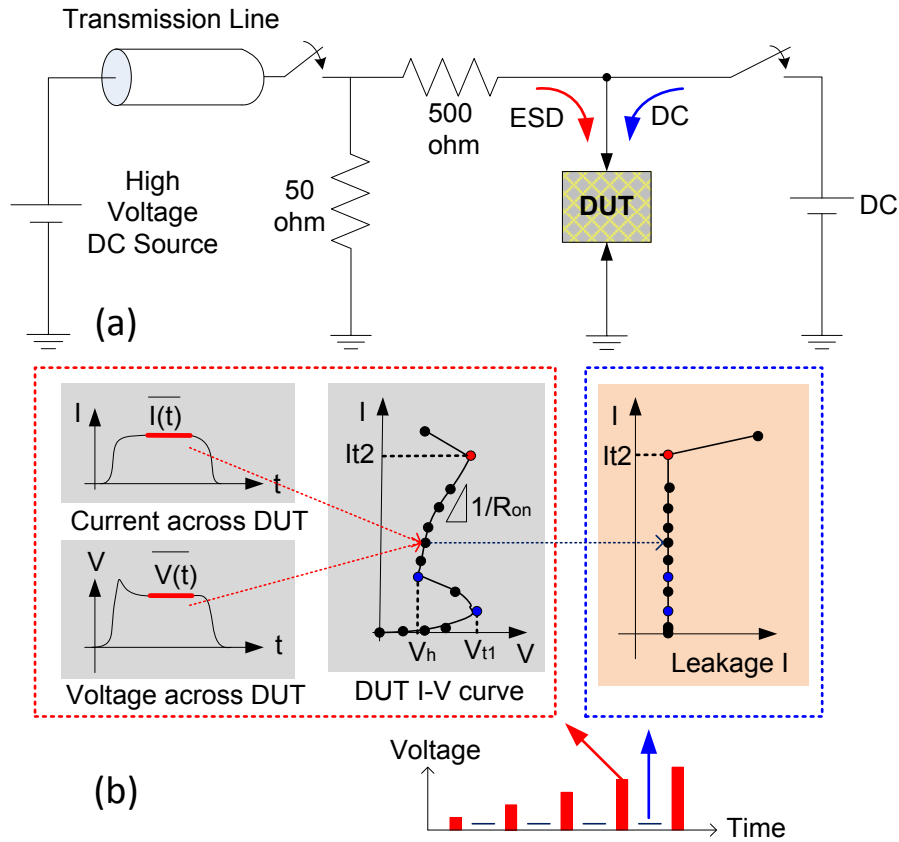 Transmission Line
500
ohm
ESD
DC
50
ohm
High
Voltage
DC Source
DUT
DC
(a)
I
I(t)
t
Current across DUT
V
V(t)
t
Voltage across DUT
I
It2
1/Ron
Vh
Vt1
V
DUT I-V curve
I
It2
Leakage I
(b)
Voltage
Time